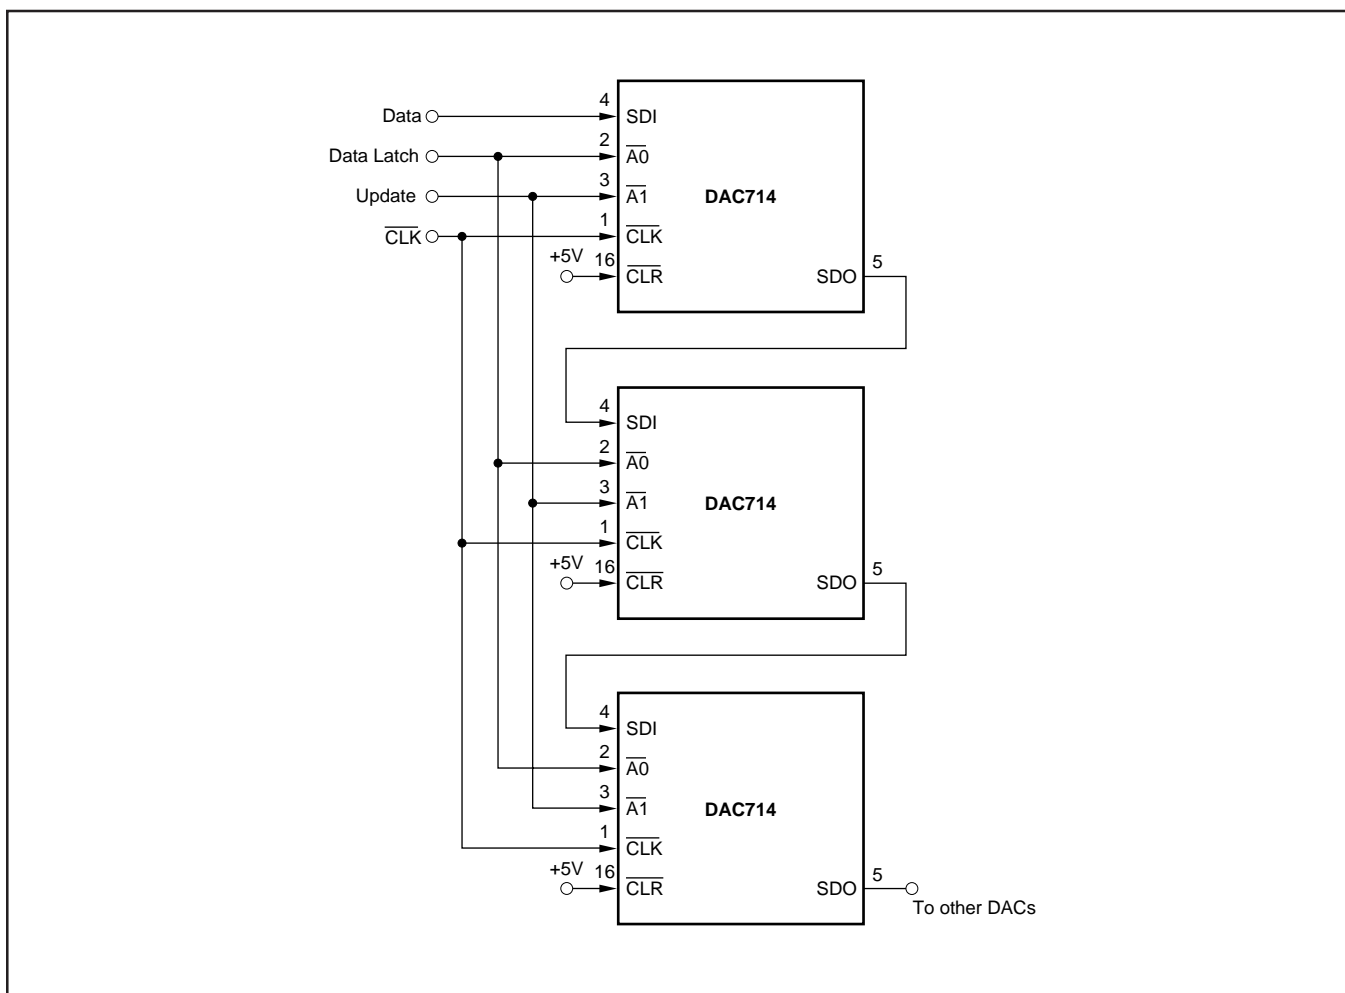 Data
4
SDI
Data Latch
2
A0
Update
3
A1
DAC714
CLK
1
CLK
+5V
16
CLR
SDO
5
4
SDI
2
A0
3
A1
DAC714
1
CLK
+5V
16
CLR
SDO
5
4
SDI
2
A0
3
A1
DAC714
1
CLK
+5V
16
CLR
SDO
5
To other DACs